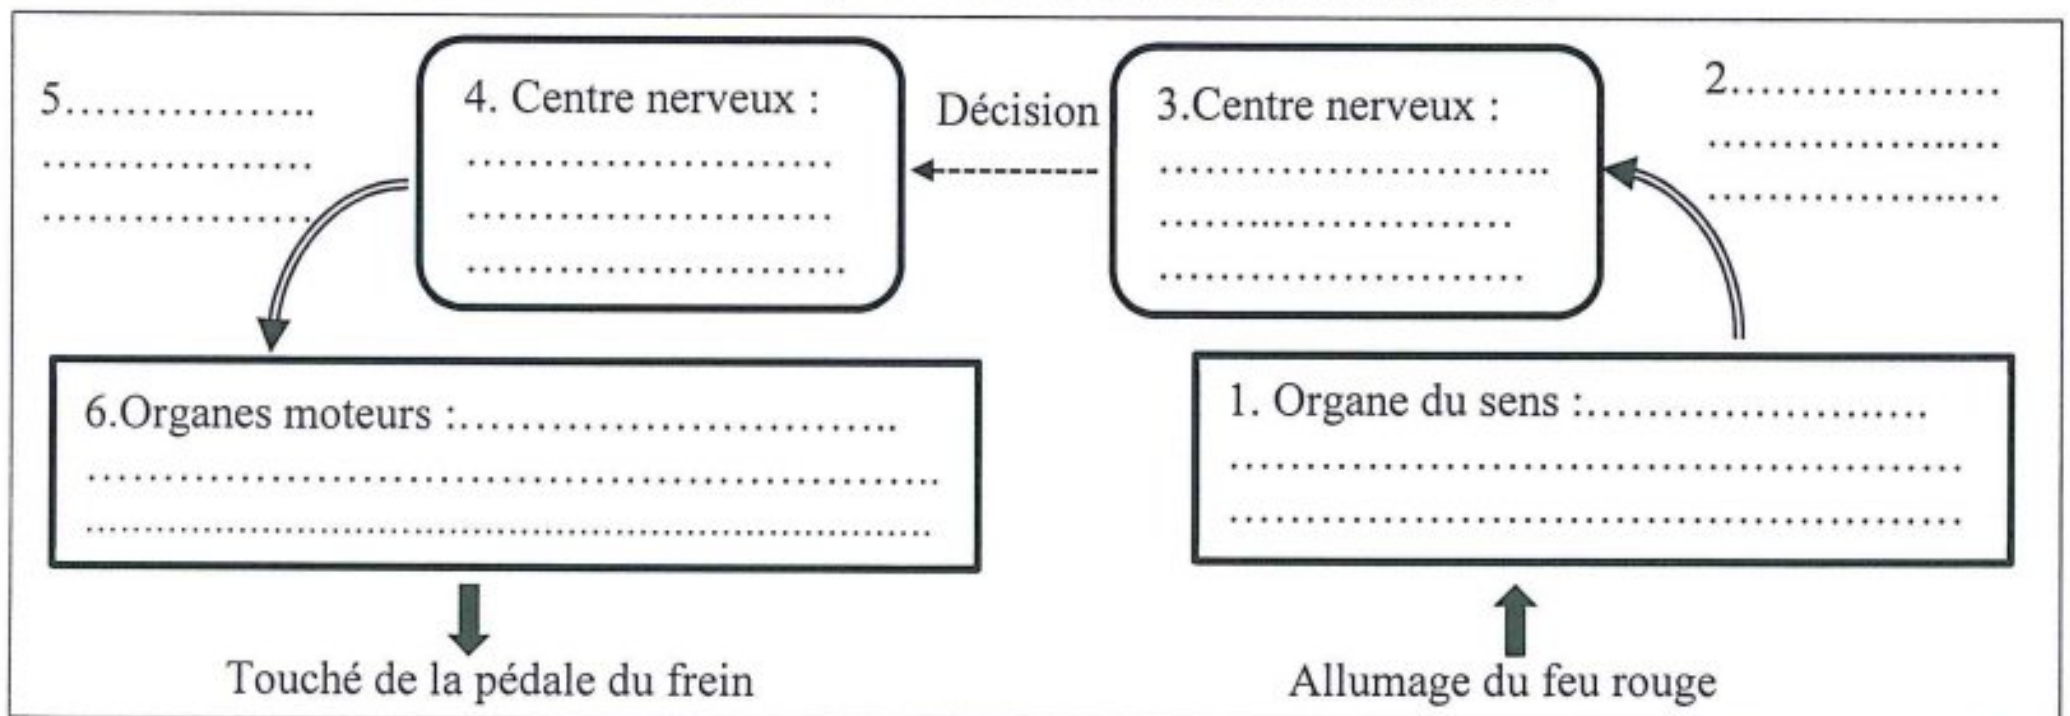 5.................
..................
..................
4. Centre nerveux :
........................
........................
.........................
Décision
3.Centre nerveux :
..........................
........................
........................
2..................
....................
....................
6.Organes moteurs :.............................
.........................................................
.........................................................
1. Organe du sens :.......................
.................................................
.................................................
Touché de la pédale du frein
Allumage du feu rouge